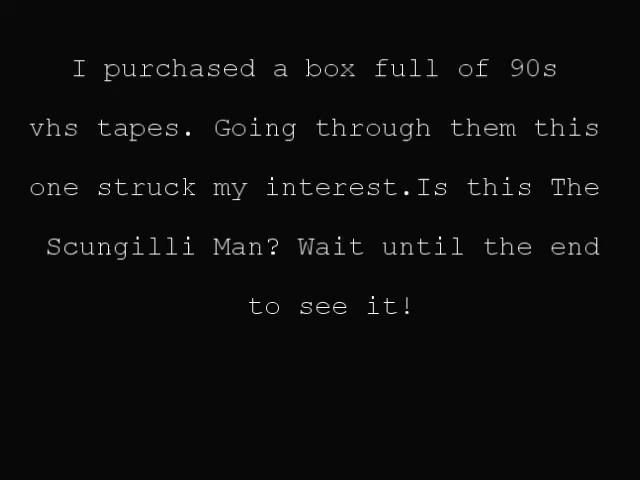 I purchased a box full of 90s
vhs tapes. Going through them this
one struck my interest.Is this The
Scungilli Man? Wait until the end
to see it!